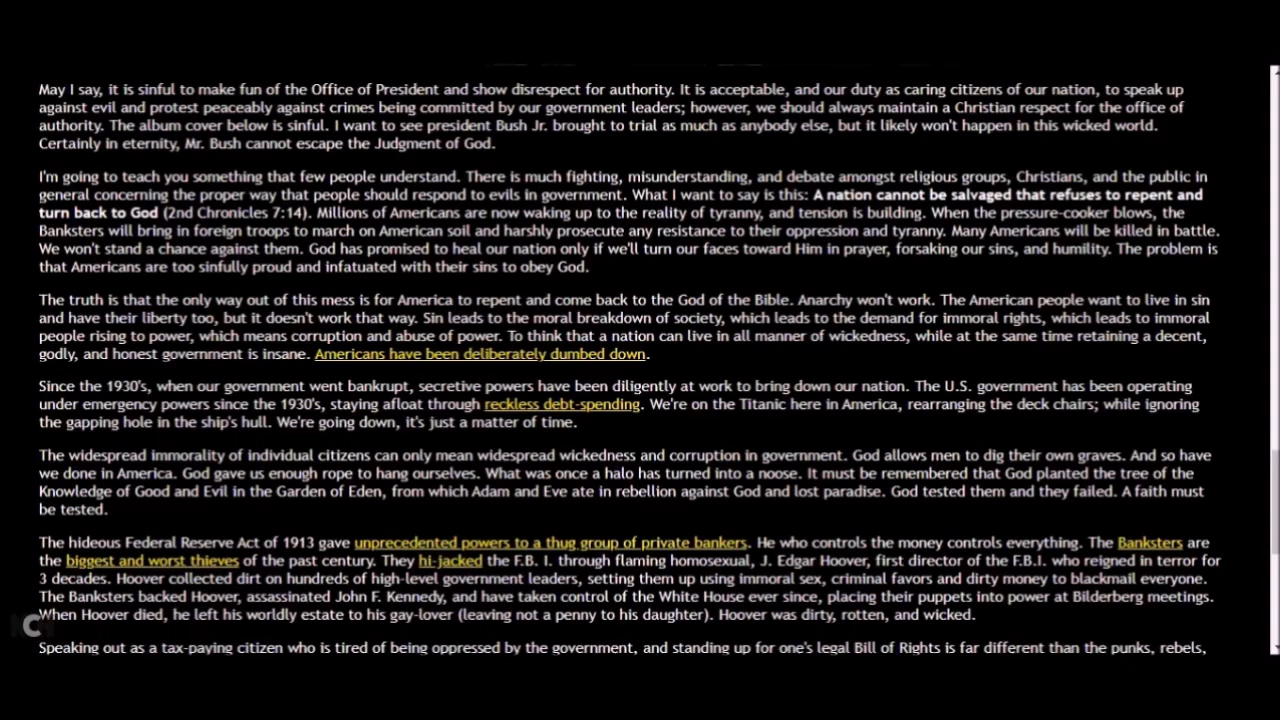 May I say, it is sinful to make fun of the Office of President and show disrespect for authority. It is acceptable, and our duty as caring citizens of our nation, to speak up
against evil and protest peaceably against crimes being committed by our government leaders; however, we should always maintain a Christian respect for the office of
authority. The album cover below is sinful. I want to see president Bush Jr. brought to trial as much as anybody else, but it likely won't happen in this wicked world.
Certainly in eternity, Mr. Bush cannot escape the Judgment of God.
I'm going to teach you something that few people understand. There is much fighting, misunderstanding, and debate amongst religious groups, Christians, and the public in
general concerning the proper way that people should respond to evils in government. What I want to say is this: A nation cannot be salvaged that refuses to repent and
turn back to God (2nd Chronicles 7:14). Millions of Americans are now waking up to the reality of tyranny, and tension is building. When the pressure-cooker blows, the
Banksters will bring in foreign troops to march on American soil and harshly prosecute any resistance to their oppression and tyranny. Many Americans will be killed in battle.
We won't stand a chance against them. God has promised to heal our nation only if we'll turn our faces toward Him in prayer, forsaking our sins, and humility. The problem is
that Americans are too sinfully proud and infatuated with their sins to obey God.
The truth is that the only way out of this mess is for America to repent and come back to the God of the Bible. Anarchy won't work. The American people want to live in sin
and have their liberty too, but it doesn't work that way. Sin leads to the moral breakdown of society, which leads to the demand for immoral rights, which leads to immoral
people rising to power, which means corruption and abuse of power. To think that a nation can live in all manner of wickedness, while at the same time retaining a decent,
godly, and honest government is insane. Americans have been deliberately dumbed down.
Since the 1930's, when our government went bankrupt, secretive powers have been diligently at work to bring down our nation. The U.S. government has been operating
under emergency powers since the 1930's, staying afloat through reckless debt-spending. We're on the Titanic here in America, rearranging the deck chairs; while ignoring
the gapping hole in the ship's hull. We're going down, it's just a matter of time.
The widespread immorality of individual citizens can only mean widespread wickedness and corruption in government. God allows men to dig their own graves. And so have
we done in America. God gave us enough rope to hang ourselves. What was once a halo has turned into a noose. It must be remembered that God planted the tree of the
Knowledge of Good and Evil in the Garden of Eden, from which Adam and Eve ate in rebellion against God and lost paradise. God tested them and they failed. A faith must
be tested.
The hideous Federal Reserve Act of 1913 gave unprecedented powers to a thug group of private bankers. He who controls the money controls everything. The Banksters are
the biggest and worst thieves of the past century. They hi-jacked the F.B. I. through flaming homosexual, J. Edgar Hoover, first director of the F.B.I. who reigned in terror for
3 decades. Hoover collected dirt on hundreds of high-level government leaders, setting them up using immoral sex, criminal favors and dirty money to blackmail everyone.
The Banksters backed Hoover, assassinated John F. Kennedy, and have taken control of the White House ever since, placing their puppets into power at Bilderberg meetings.
When Hoover died, he left his worldly estate to his gay-lover (leaving not a penny to his daughter). Hoover was dirty, rotten, and wicked.
Speaking out as a tax-paying citizen who is tired of being oppressed by the government, and standing up for one's legal Bill of Rights is far different than the punks, rebels,